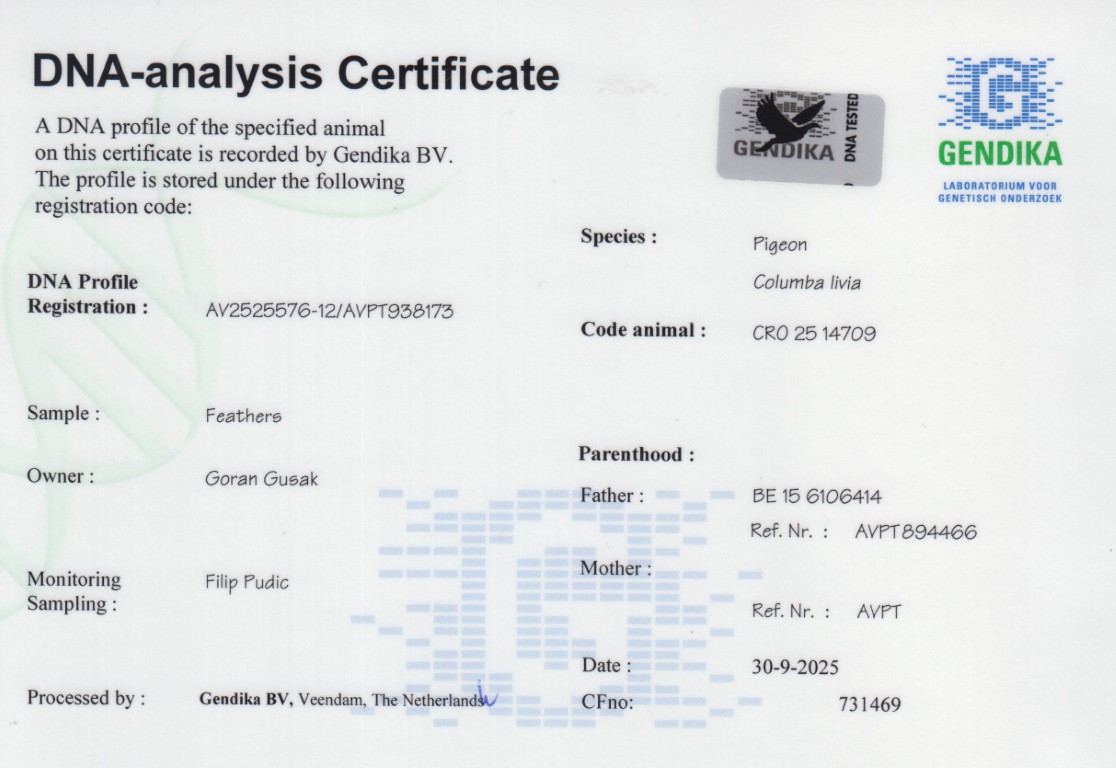 DNA-analysis Certificate
A DNA profile of the specified animal
on this certificate is recorded by Gendika BV.
The profile is stored under the following
registration code:
GENDIKA
DNA TESTED
GENDIKA
LABORATORIUM VOOR
GENETISCH ONDERZOEK
Species : Pigeon
Columba livia
DNA Profile
Registration : AV2525576-12/AVPT938173
Code animal : CRO 25 14709
Sample : Feathers
Parenthood :
Owner : Goran Gusak
Father : BE 15 6106414
Ref. Nr. : AVPT894466
Mother :
Monitoring
Sampling : Filip Pudic
Ref. Nr. : AVPT
Date : 30-9-2025
Processed by : Gendika BV, Veendam, The Netherlands
CFno: 731469